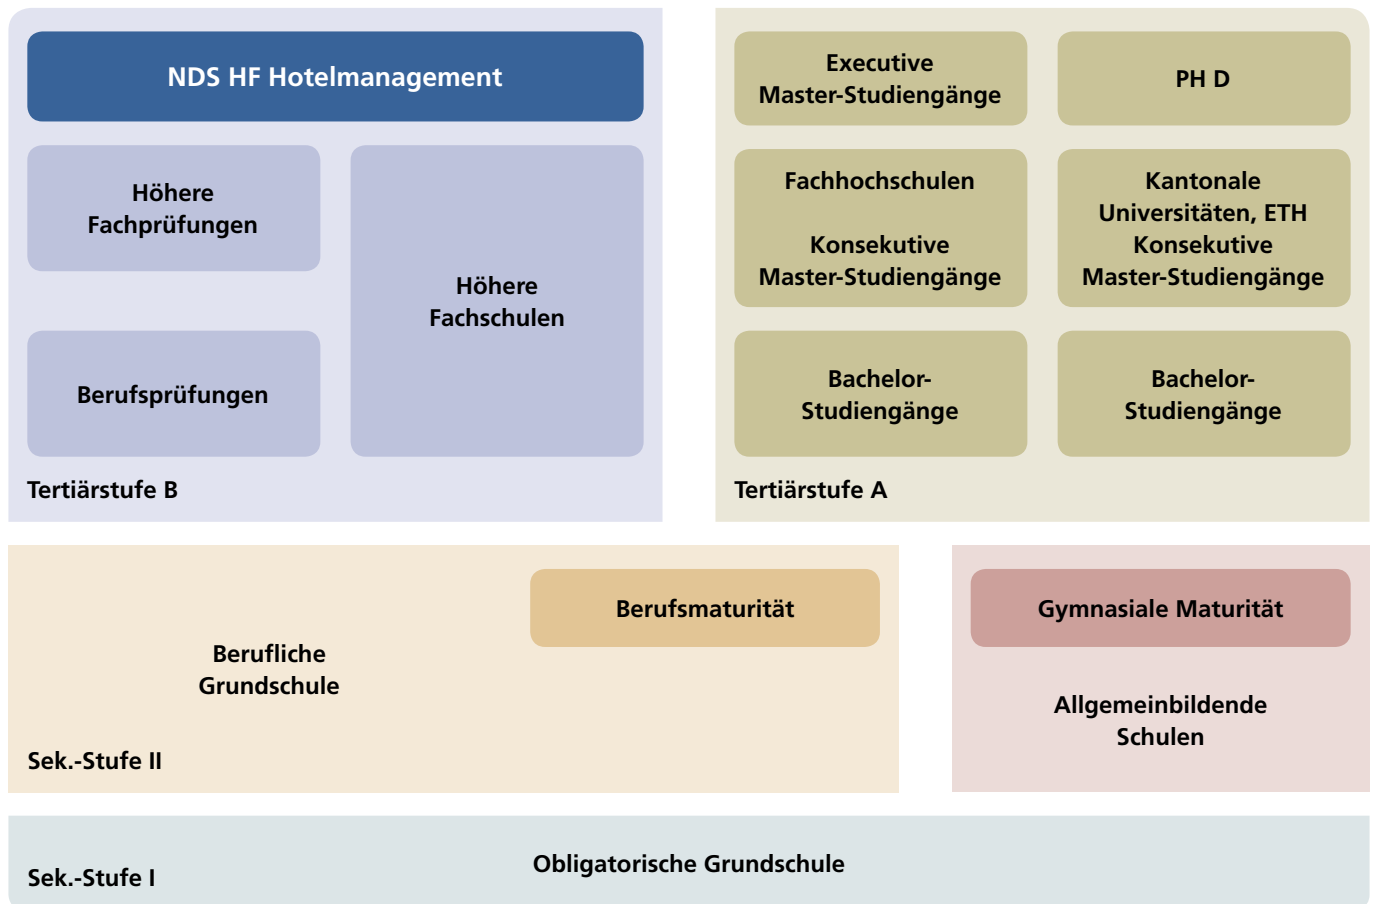 NDS HF Hotelmanagement
Höhere
Fachprüfungen
Höhere
Fachschulen
Berufsprüfungen
Tertiärstufe B
Executive
Master-Studiengänge
PH D
Fachhochschulen
Konsekutive
Master-Studiengänge
Kantonale
Universitäten, ETH
Konsekutive
Master-Studiengänge
Bachelor-
Studiengänge
Bachelor-
Studiengänge
Tertiärstufe A
Berufsmaturität
Berufliche
Grundschule
Sek.-Stufe II
Gymnasiale Maturität
Allgemeinbildende
Schulen
Obligatorische Grundschule
Sek.-Stufe I